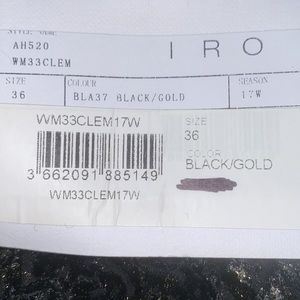 STYLE NAME
AH520
WM33CLEM
IRO
SIZE COLOUR SEASON
36 BLA37 BLACK/GOLD 17W
WM33CLEM17W
SIZE
36
COLOR
BLACK/GOLD
3 662091 885149
WM33CLEM17W